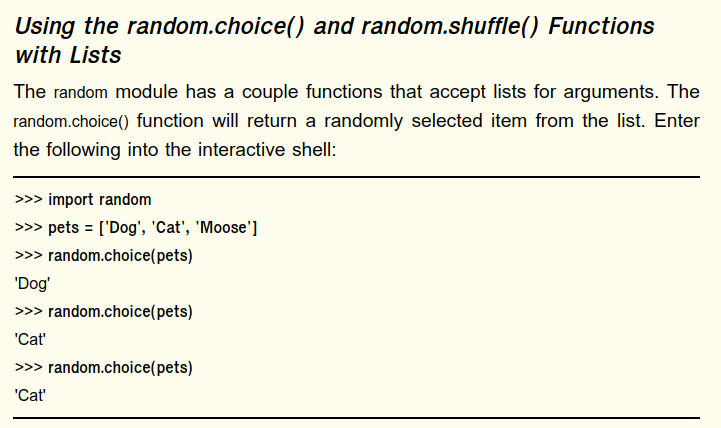 Using the random.choice() and random.shuffle() Functions
with Lists
The random module has a couple functions that accept lists for arguments. The
random.choice() function will return a randomly selected item from the list. Enter
the following into the interactive shell:
>>> import random
>>> pets = ['Dog', 'Cat', 'Moose']
>>> random.choice(pets)
'Dog'
>>> random.choice(pets)
'Cat'
>>> random.choice(pets)
'Cat'